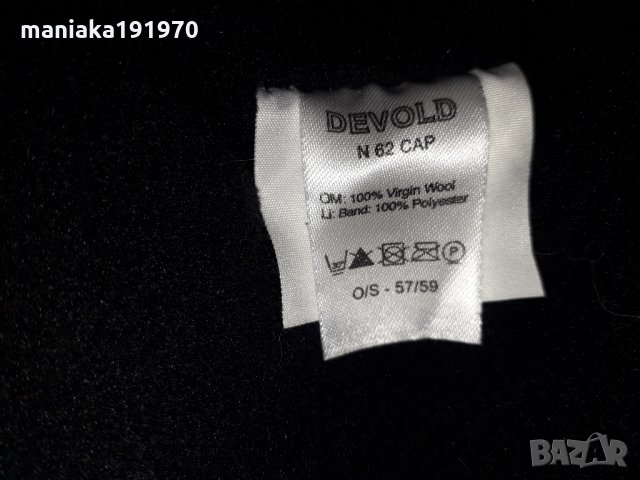 maniaka191970
DEVOLD
N 62 CAP
OM: 100% Virgin Wool
Li: Band: 100% Polyester
P
O/S - 57/59
BAZAR